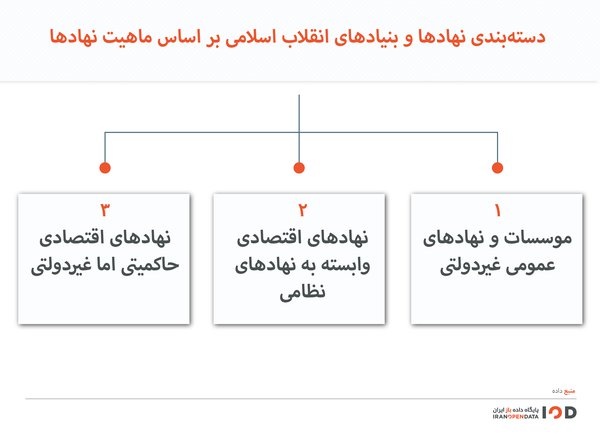 دسته‌بندی نهادها و بنیادهای انقلاب اسلامی بر اساس ماهیت نهادها
۱
موسسات و نهادهای
عمومی غیردولتی
۲
نهادهای اقتصادی
وابسته به نهادهای
نظامی
۳
نهادهای اقتصادی
حاکمیتی اما غیردولتی
منبع داده
پایگاه داده باز ایران
IRANOPENDATA
IOD